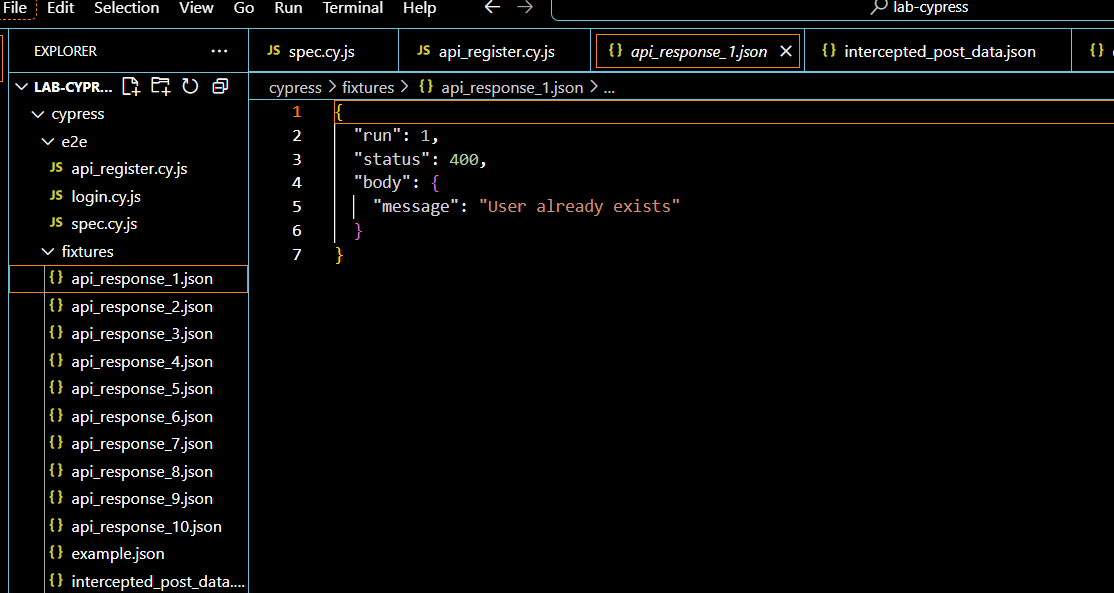 File Edit Selection View Go Run Terminal Help
lab-cypress
EXPLORER
LAB-CYPR...
cypress
e2e
JS api_register.cy.js
JS login.cy.js
JS spec.cy.js
fixtures
{} api_response_1.json
{} api_response_2.json
{} api_response_3.json
{} api_response_4.json
{} api_response_5.json
{} api_response_6.json
{} api_response_7.json
{} api_response_8.json
{} api_response_9.json
{} api_response_10.json
{} example.json
{} intercepted_post_data....
JS spec.cy.js
JS api_register.cy.js
{} api_response_1.json
{} intercepted_post_data.json
{}
cypress > fixtures > {} api_response_1.json > ...
1 {
2 "run": 1,
3 "status": 400,
4 "body": {
5 "message": "User already exists"
6 }
7 }